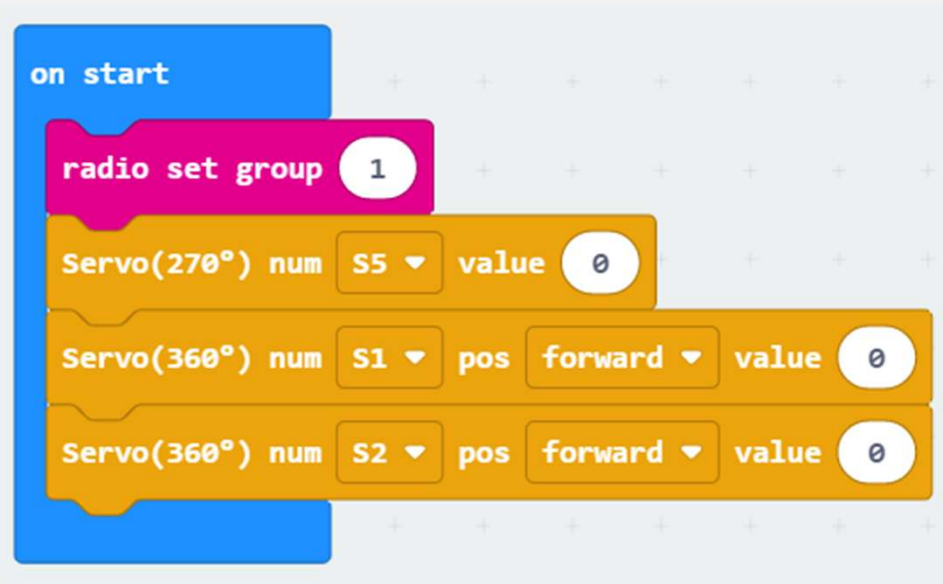 on start
radio set group 1
Servo(270°) num S5 value 0
Servo(360°) num S1 pos forward value 0
Servo(360°) num S2 pos forward value 0